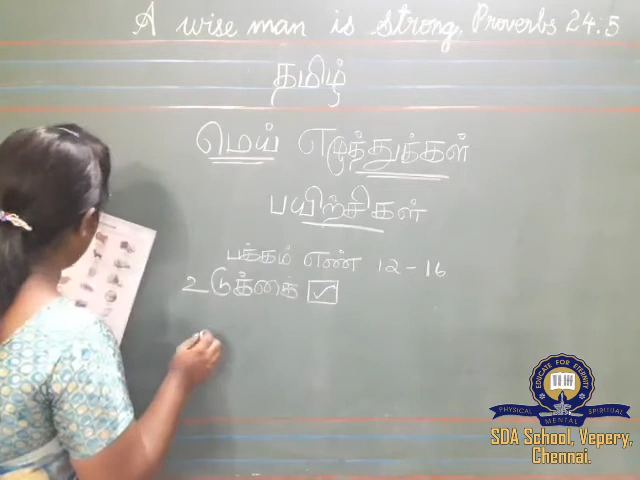 A wise man is strong. Proverbs 24:5
தமிழ்
மெய் எழுத்துக்கள்
பயிற்சிகள்
பக்கம் எண் 12-16
உடுக்கை ✓
EDUCATE FOR ETERNITY
PHYSICAL MENTAL SPIRITUAL
SDA School, Vepery,
Chennai.